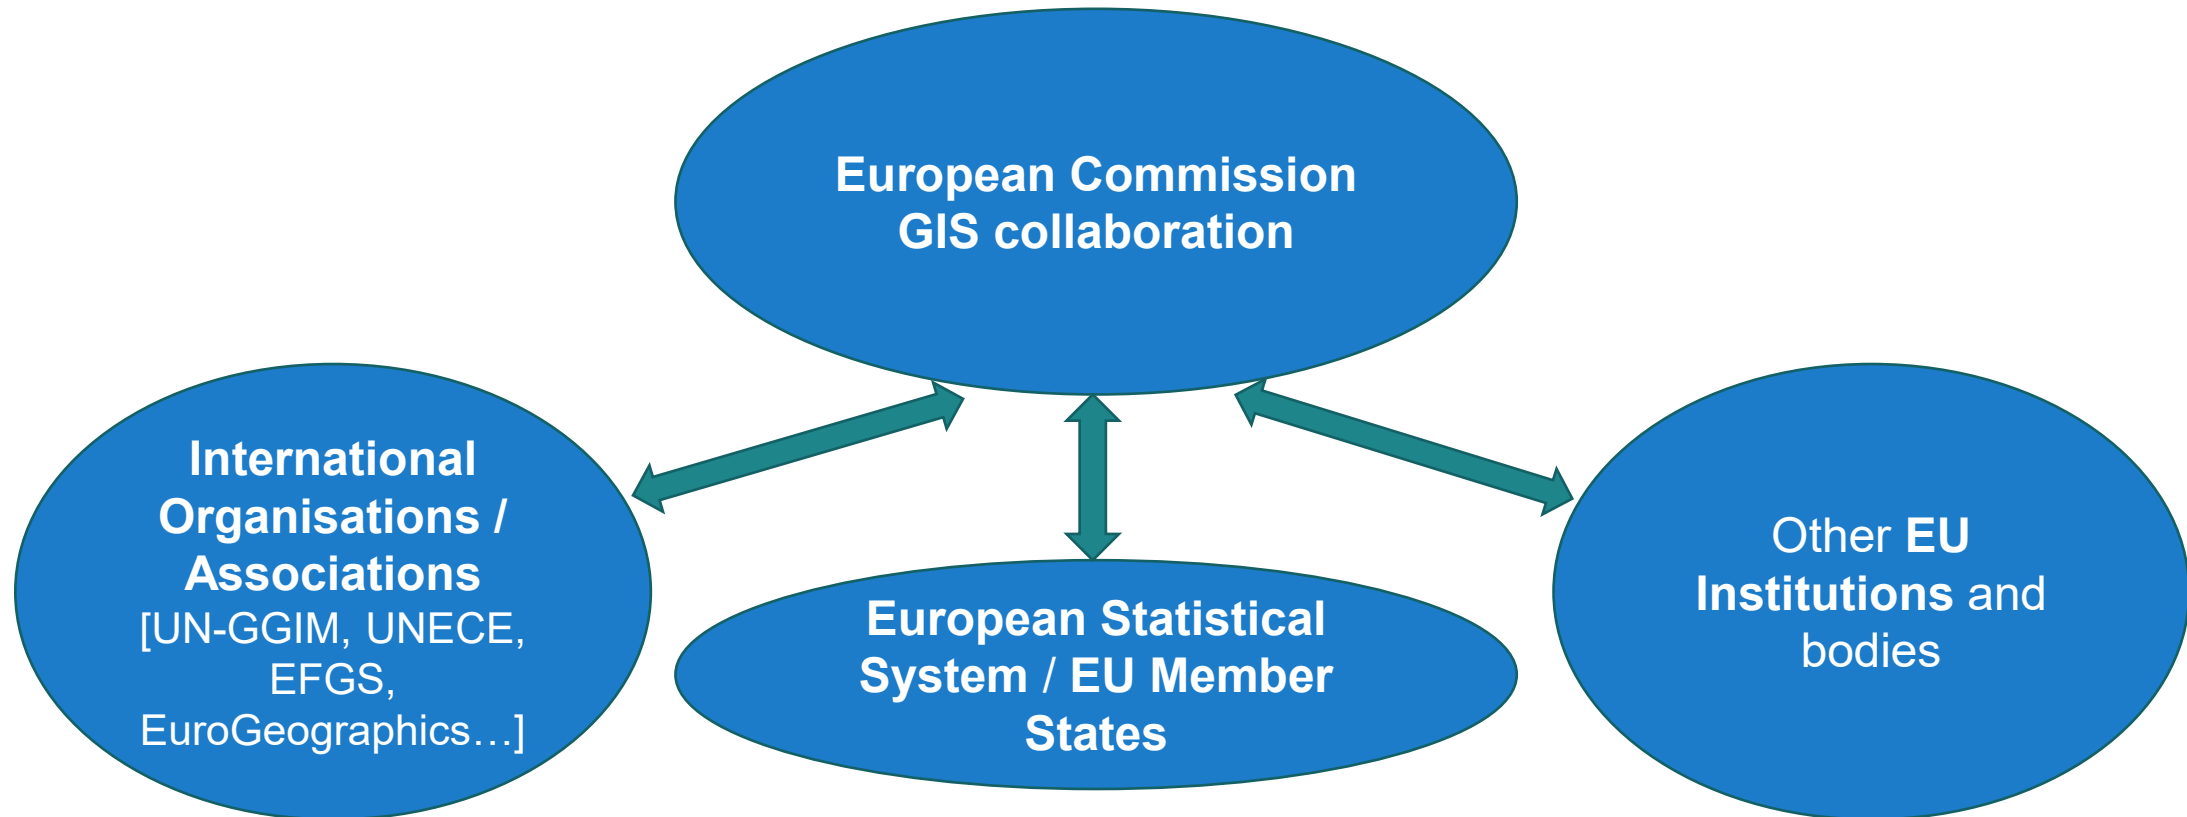 European Commission
GIS collaboration
International
Organisations /
Associations
[UN-GGIM, UNECE,
EFGS,
EuroGeographics…]
European Statistical
System / EU Member
States
Other EU
Institutions and
bodies